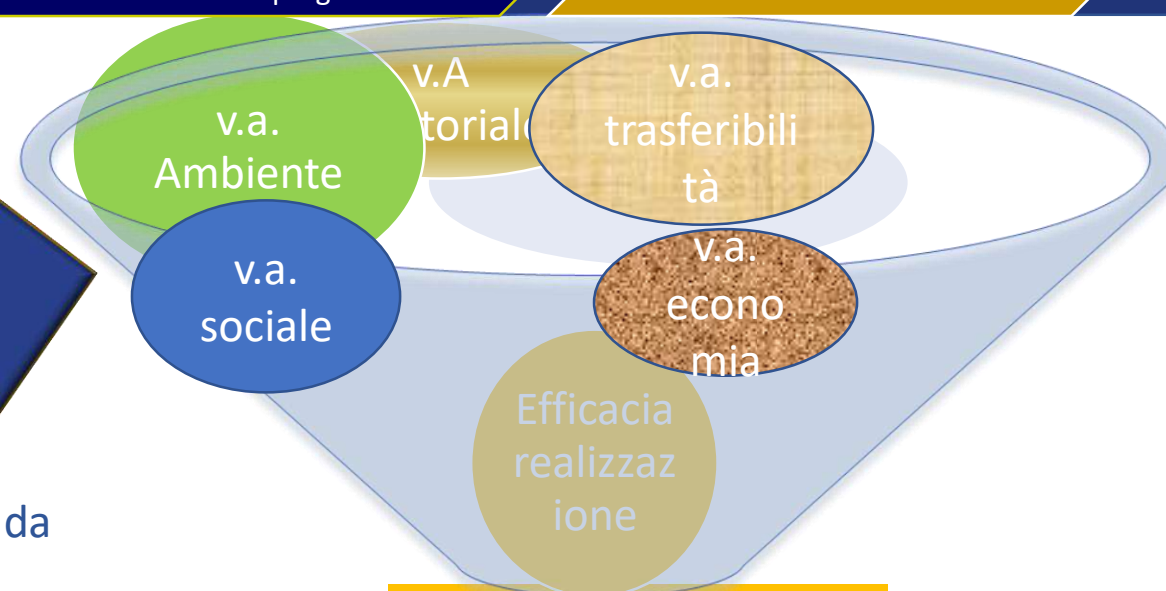 v.A
toriale
v.a.
trasferibili
tà
v.a.
Ambiente
v.a.
sociale
v.a.
econo
mia
Efficacia
realizzaz
ione
da